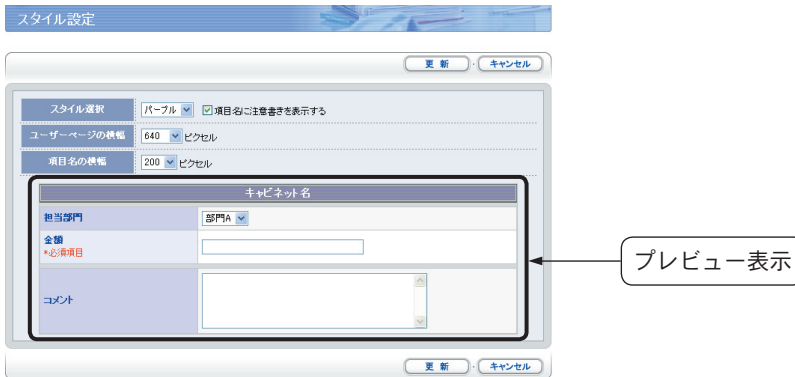 スタイル設定
更 新 キャンセル
スタイル選択 パープル 項目名に注意書きを表示する
ユーザーページの横幅 640 ピクセル
項目名の横幅 200 ピクセル
キャビネット名
担当部門 部門A
金額
*必須項目
プレビュー表示
コメント
更 新 キャンセル